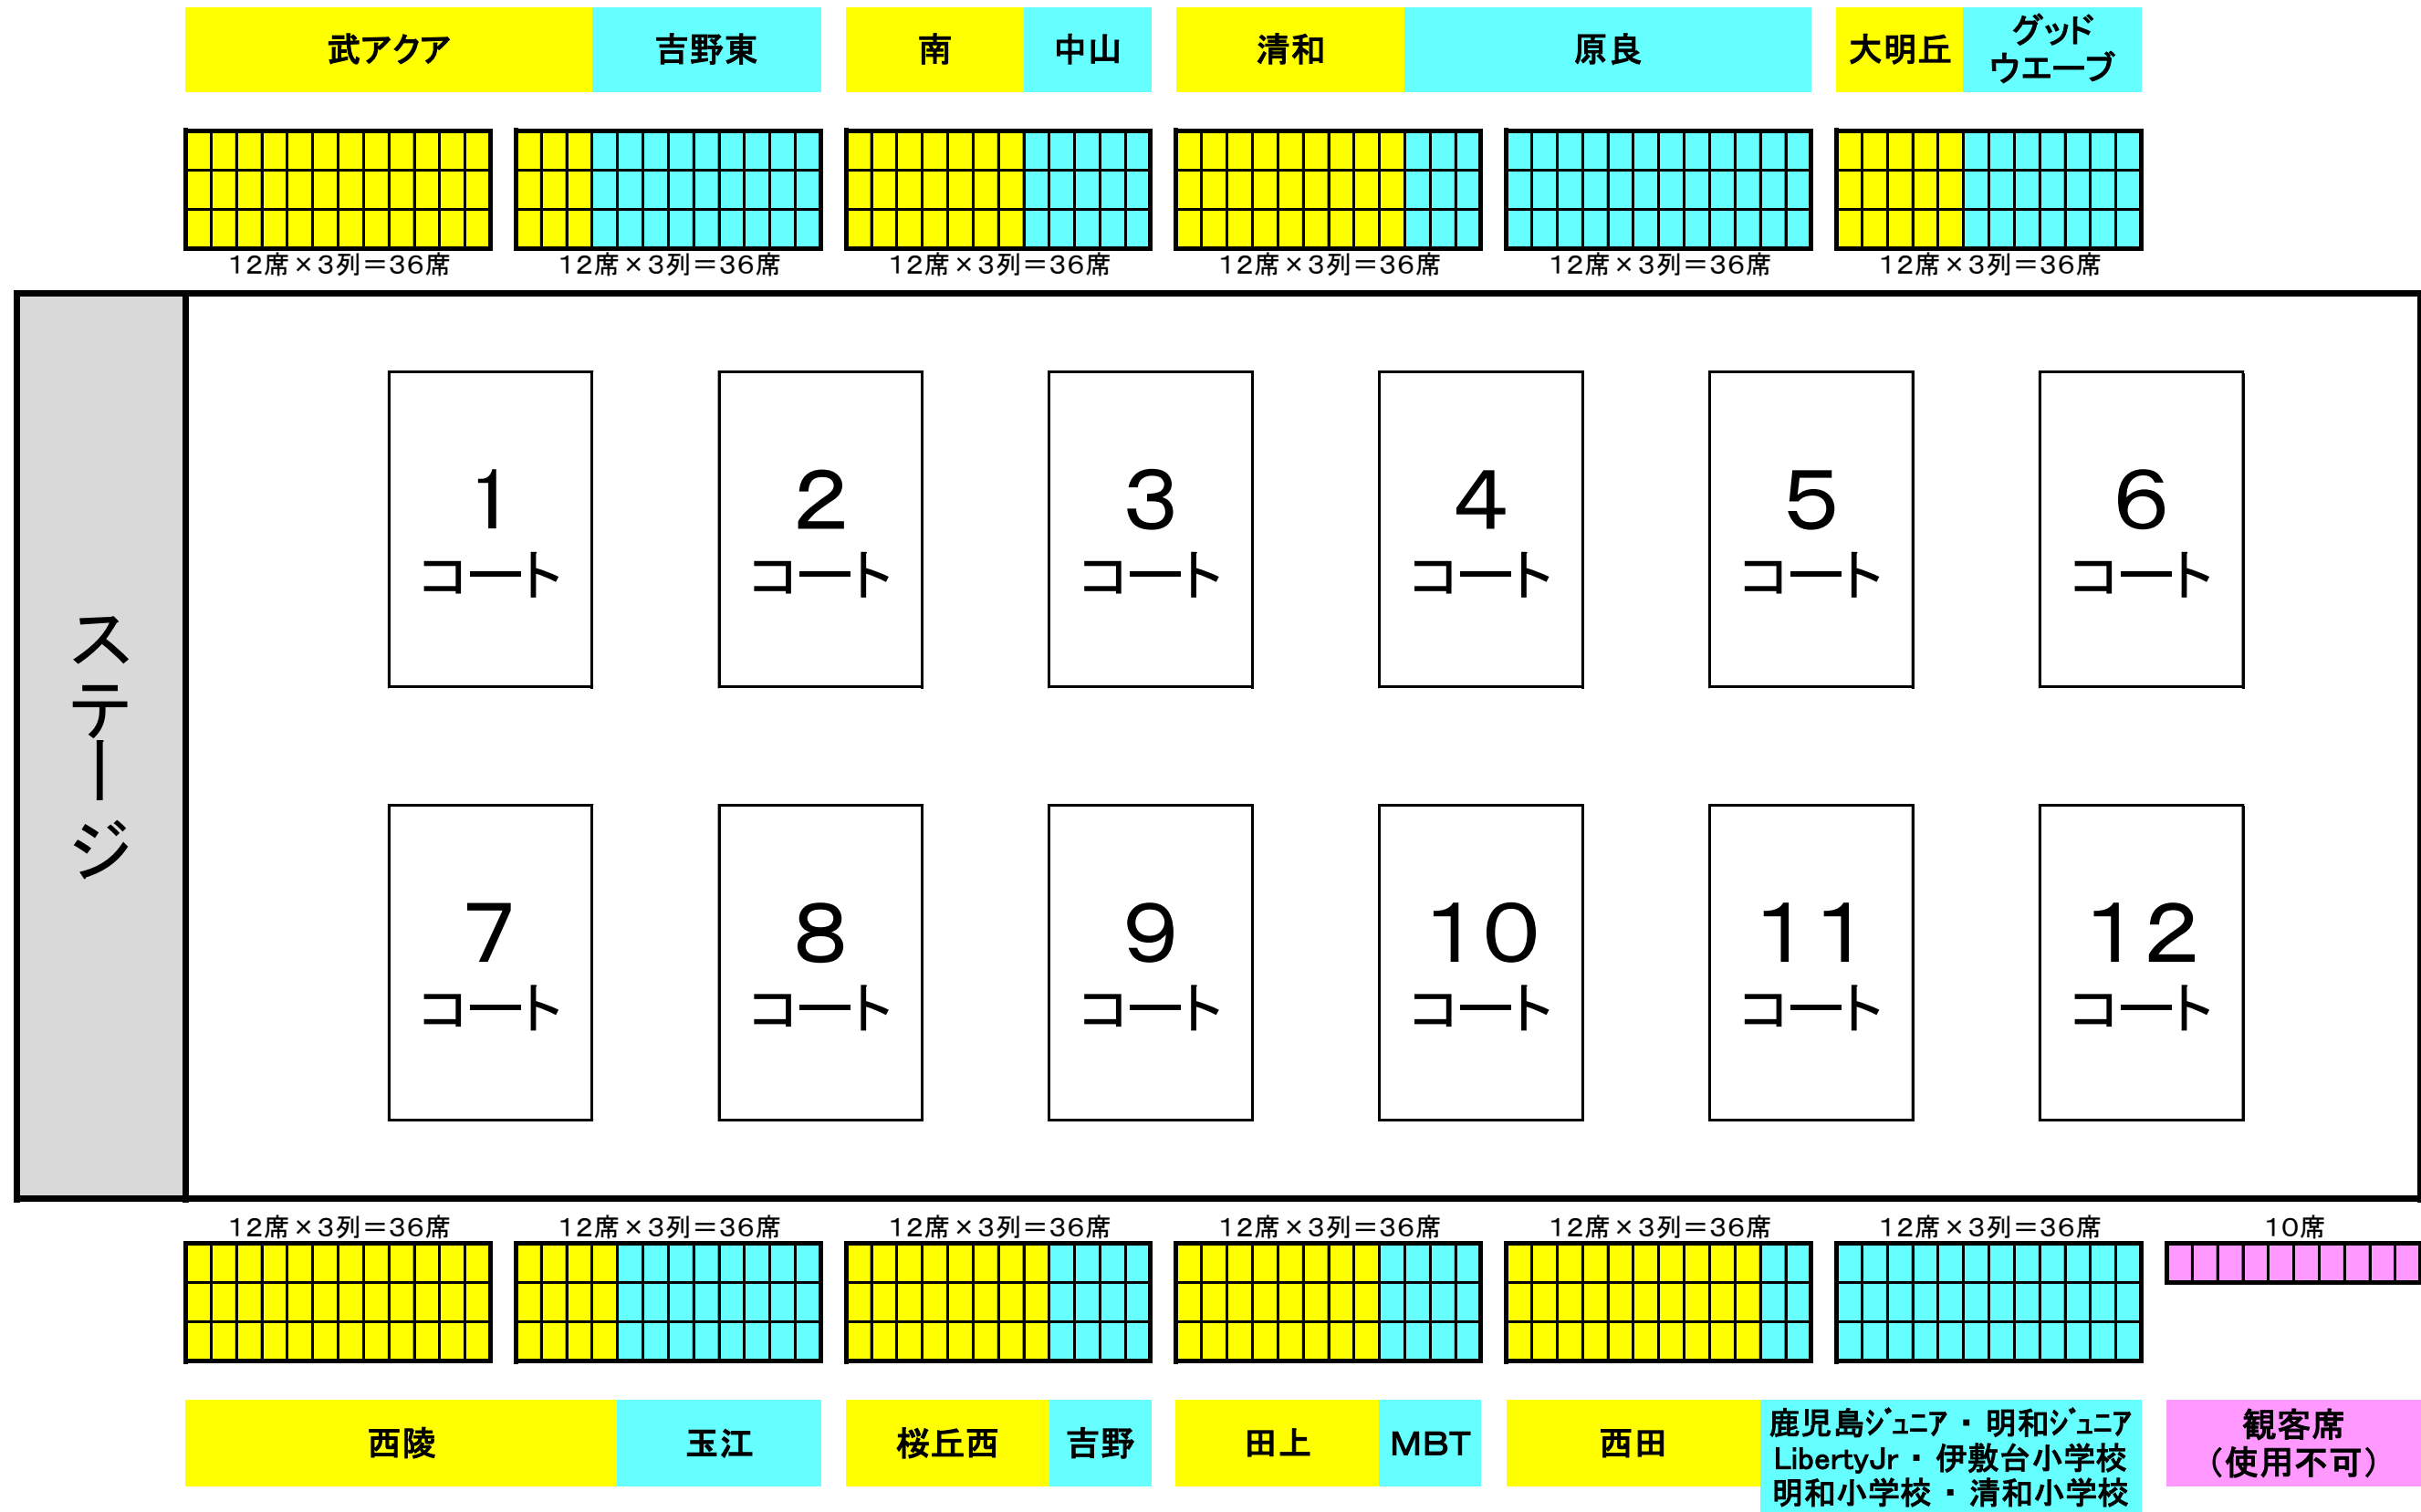 武アクア
吉野東
南
中山
清和
原良
大明丘
グッド
ウエーブ
12席×3列=36席
12席×3列=36席
12席×3列=36席
12席×3列=36席
12席×3列=36席
12席×3列=36席
ステージ
1
コート
2
コート
3
コート
4
コート
5
コート
6
コート
7
コート
8
コート
9
コート
10
コート
11
コート
12
コート
12席×3列=36席
12席×3列=36席
12席×3列=36席
12席×3列=36席
12席×3列=36席
12席×3列=36席
10席
西陵
玉江
桜丘西
吉野
田上
MBT
西田
鹿児島ジュニア・明和ジュニア
LibertyJr・伊敷台小学校
明和小学校・清和小学校
観客席
(使用不可)